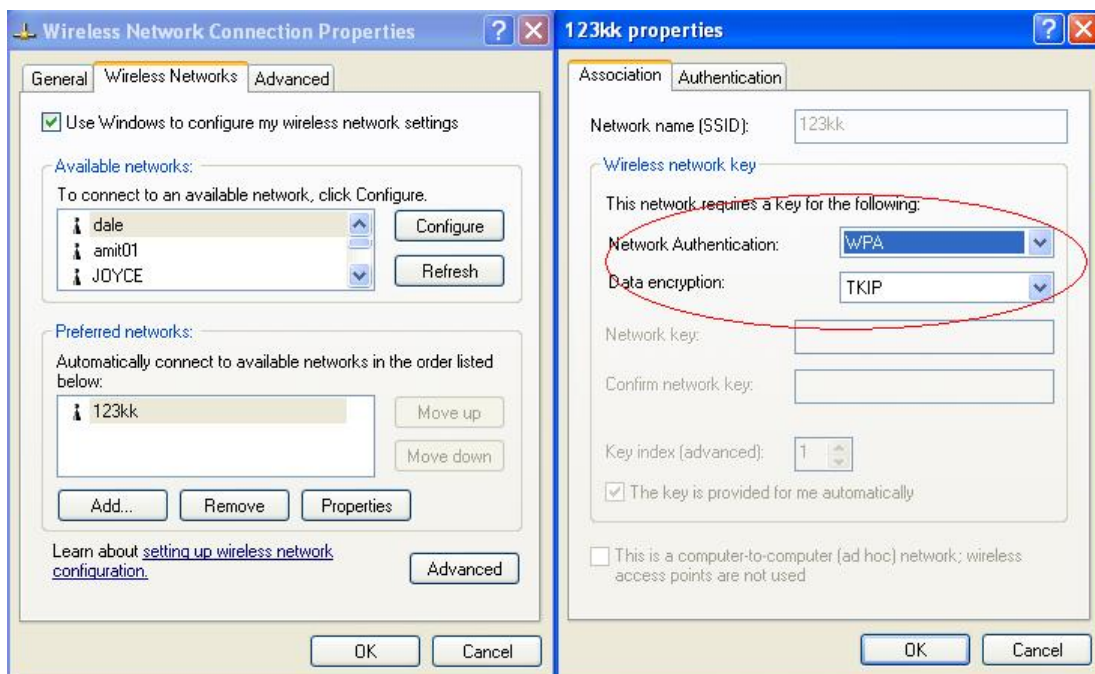 Wireless Network Connection Properties
General
Wireless Networks
Advanced
Use Windows to configure my wireless network settings
Available networks:
To connect to an available network, click Configure.
dale
amit01
JOYCE
Configure
Refresh
Preferred networks:
Automatically connect to available networks in the order listed
below:
123kk
Move up
Move down
Add...
Remove
Properties
Learn about setting up wireless network
configuration.
Advanced
OK
Cancel
123kk properties
Association
Authentication
Network name (SSID):
123kk
Wireless network key
This network requires a key for the following:
Network Authentication:
WPA
Data encryption:
TKIP
Network key:
Confirm network key:
Key index (advanced):
1
The key is provided for me automatically
This is a computer-to-computer (ad hoc) network; wireless
access points are not used
OK
Cancel